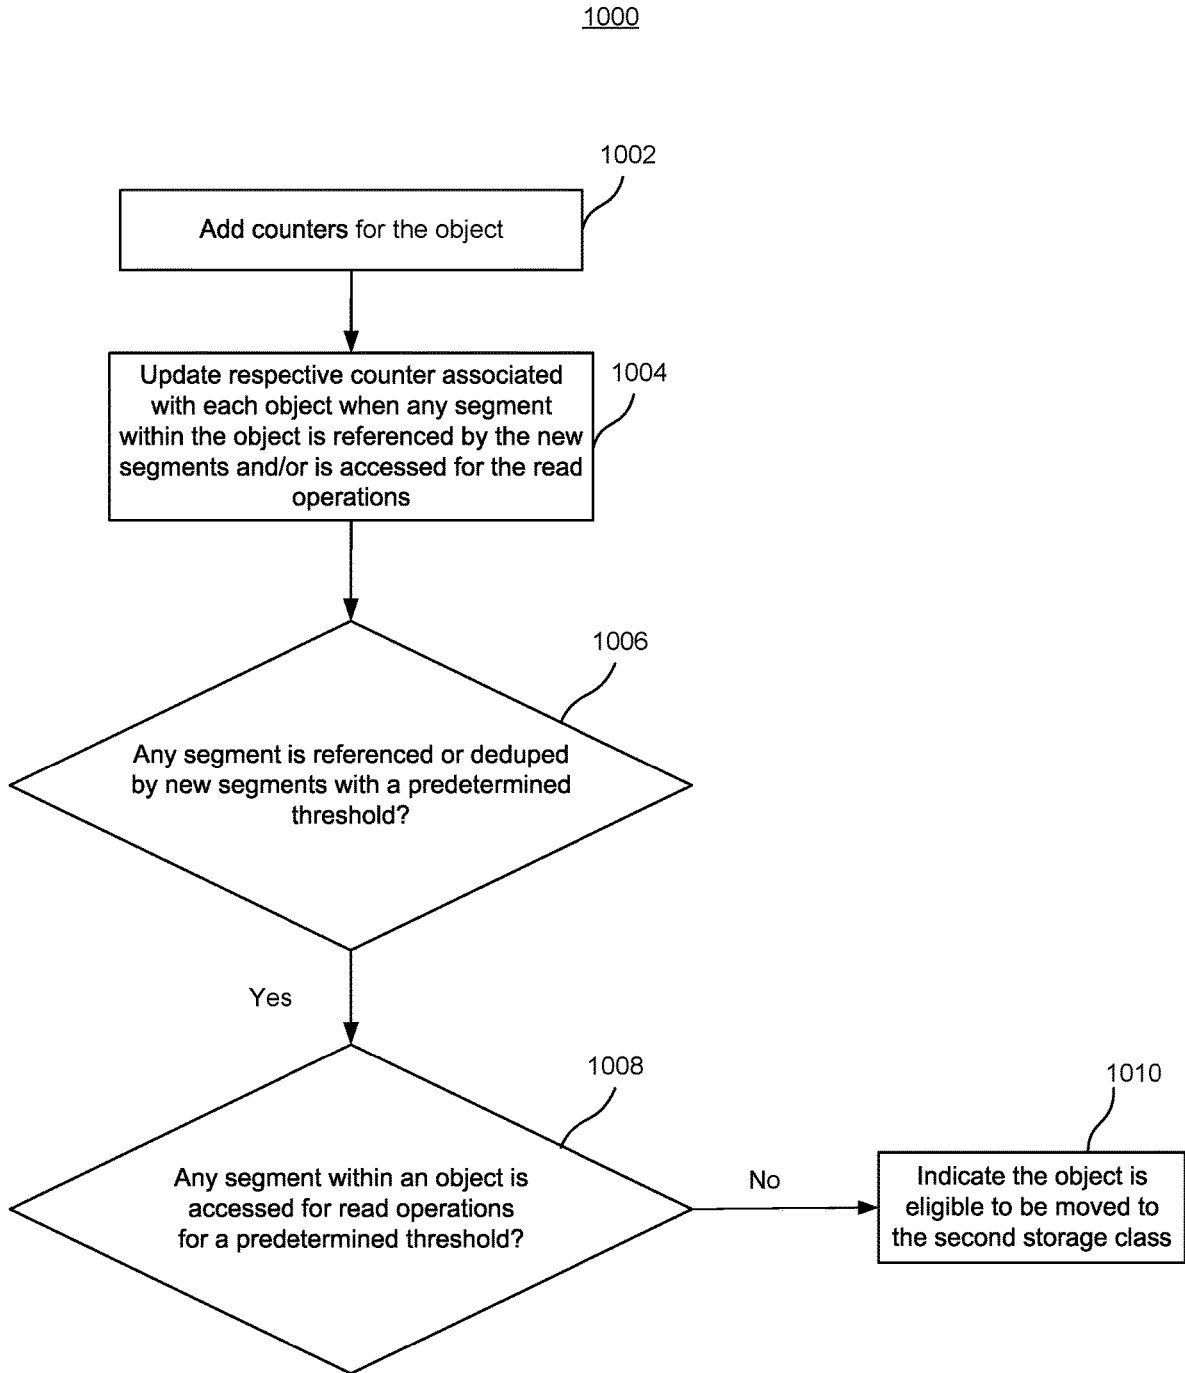 1000
1002
Add counters for the object
1004
Update respective counter associated
with each object when any segment
within the object is referenced by the new
segments and/or is accessed for the read
operations
1006
Any segment is referenced or deduped
by new segments with a predetermined
threshold?
Yes
1008
Any segment within an object is
accessed for read operations
for a predetermined threshold?
No
1010
Indicate the object is
eligible to be moved to
the second storage class